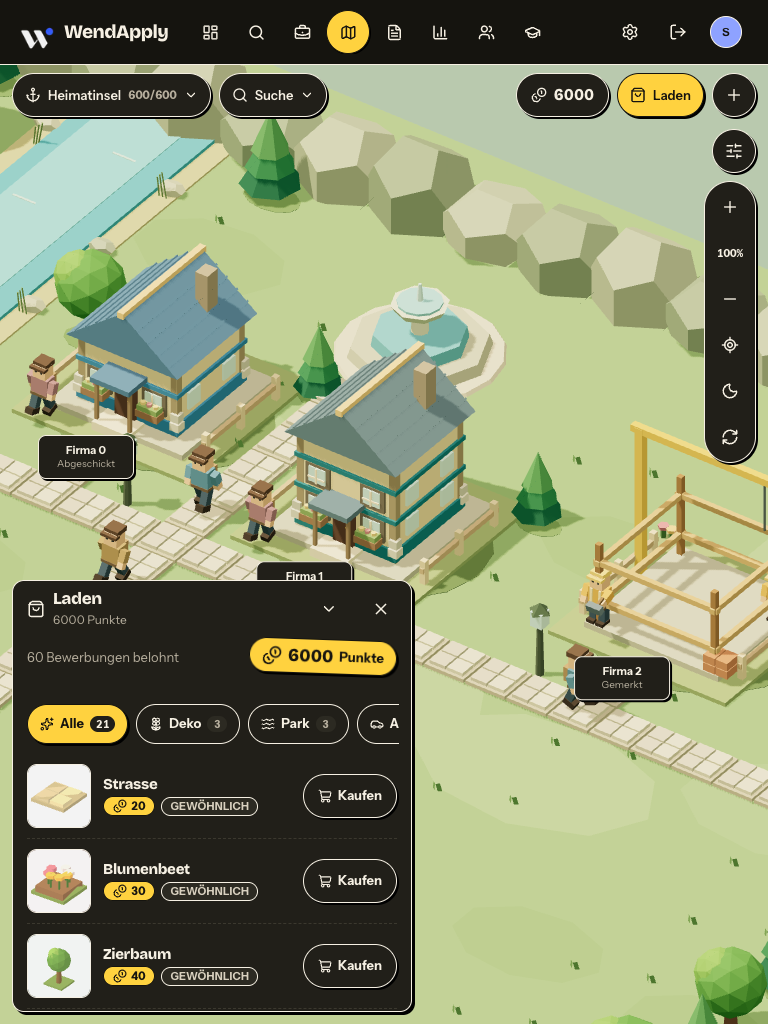 WendApply
S
Heimatinsel 600/600
Suche
6000
Laden
100%
Firma 0
Abgeschickt
Firma 1
Firma 2
Gemerkt
Laden
6000 Punkte
60 Bewerbungen belohnt
6000 Punkte
Alle 21
Deko 3
Park 3
A
Strasse
20 GEWÖHNLICH
Kaufen
Blumenbeet
30 GEWÖHNLICH
Kaufen
Zierbaum
40 GEWÖHNLICH
Kaufen